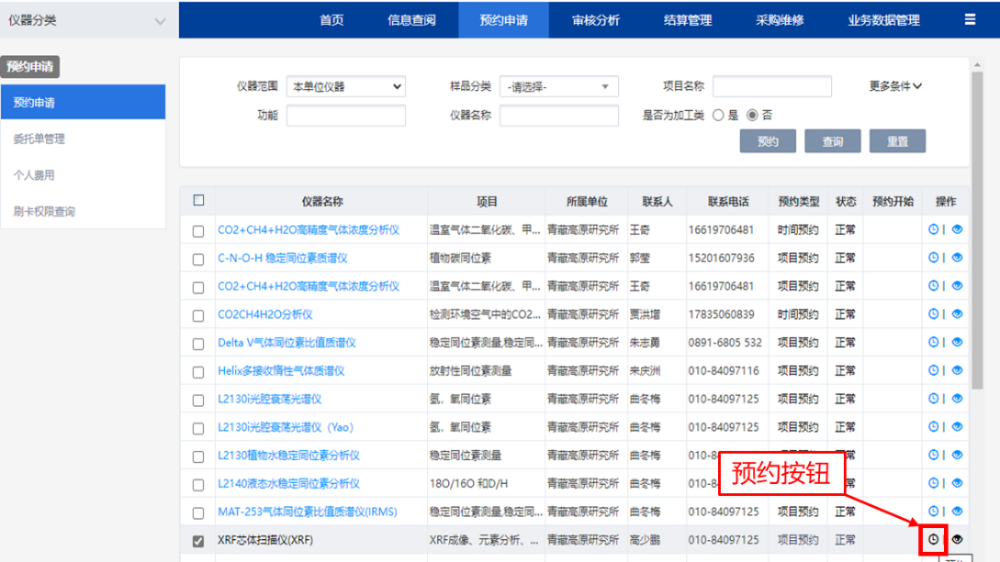 仪器分类
首页 信息查阅 预约申请 审核分析 结算管理 采购维修 业务数据管理
预约申请
预约申请
委托单管理
个人费用
刷卡权限查询
仪器范围 本单位仪器 样品分类 -请选择- 项目名称 更多条件
功能 仪器名称 是否为加工类 是 否
预约 查询 重置
仪器名称 项目 所属单位 联系人 联系电话 预约类型 状态 预约开始 操作
CO2+CH4+H2O高精度气体浓度分析仪 温室气体二氧化碳、甲... 青藏高原研究所 王奇 16619706481 时间预约 正常 |
C-N-O-H 稳定同位素质谱仪 植物碳同位素 青藏高原研究所 郭莹 15201607936 项目预约 正常 |
CO2+CH4+H2O高精度气体浓度分析仪 温室气体二氧化碳、甲... 青藏高原研究所 王奇 16619706481 项目预约 正常 |
CO2CH4H2O分析仪 检测环境空气中的CO2... 青藏高原研究所 贾洪增 17835060839 时间预约 正常 |
Delta V气体同位素比值质谱仪 稳定同位素测量,稳定同... 青藏高原研究所 朱志勇 0891-6805 532 项目预约 正常 |
Helix多接收惰性气体质谱仪 放射性同位素测量 青藏高原研究所 来庆洲 010-84097116 项目预约 正常 |
L2130i光腔衰荡光谱仪 氢，氧同位素 青藏高原研究所 曲冬梅 010-84097125 项目预约 正常 |
L2130i光腔衰荡光谱仪（Yao） 氢，氧同位素 青藏高原研究所 曲冬梅 010-84097125 项目预约 正常 |
L2130植物水稳定同位素分析仪 稳定同位素测量 青藏高原研究所 曲冬梅 010-8 |
L2140液态水稳定同位素分析仪 18O/16O 和D/H 青藏高原研究所 曲冬梅 010-8 |
预约按钮
MAT-253气体同位素比值质谱仪(IRMS) 稳定同位素测量,稳定同... 青藏高原研究所 曲冬梅 010-84097125 项目预约 正常 |
XRF芯体扫描仪(XRF) XRF成像、元素分析、... 青藏高原研究所 高少鹏 010-84097125 项目预约 正常